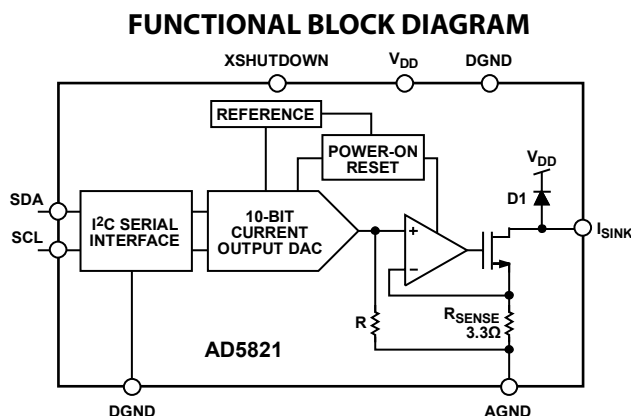 FUNCTIONAL BLOCK DIAGRAM
XSHUTDOWN
VDD
DGND
REFERENCE
POWER-ON
RESET
VDD
D1
SDA
SCL
I²C SERIAL
INTERFACE
10-BIT
CURRENT
OUTPUT DAC
+
−
ISINK
R
RSENSE
3.3Ω
AD5821
DGND
AGND